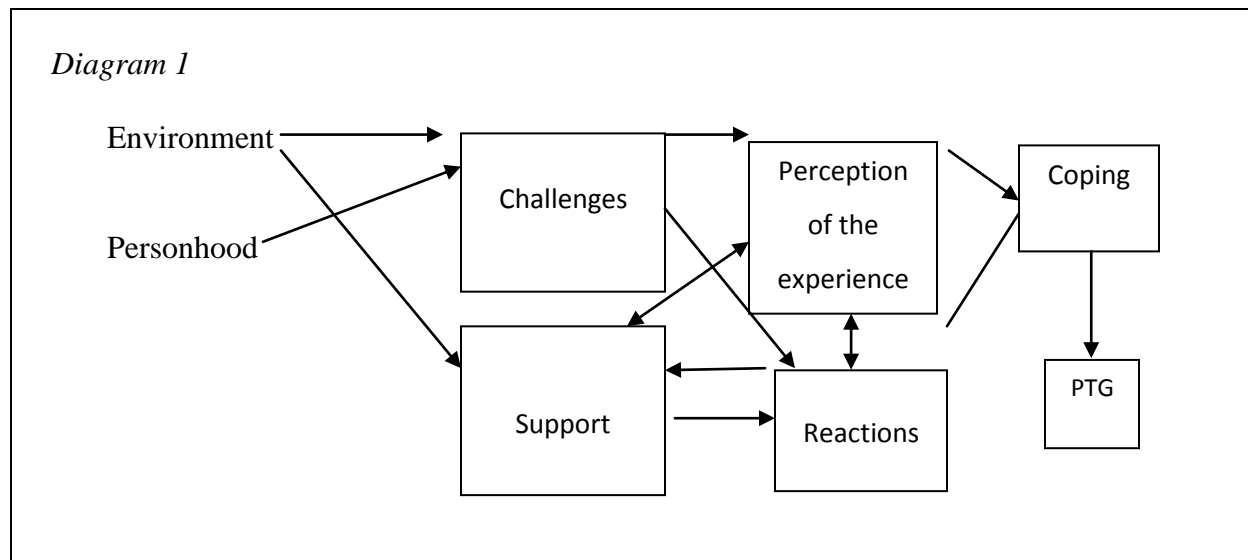 Diagram 1
Environment
Personhood
Challenges
Perception
of the
experience
Coping
Support
Reactions
PTG